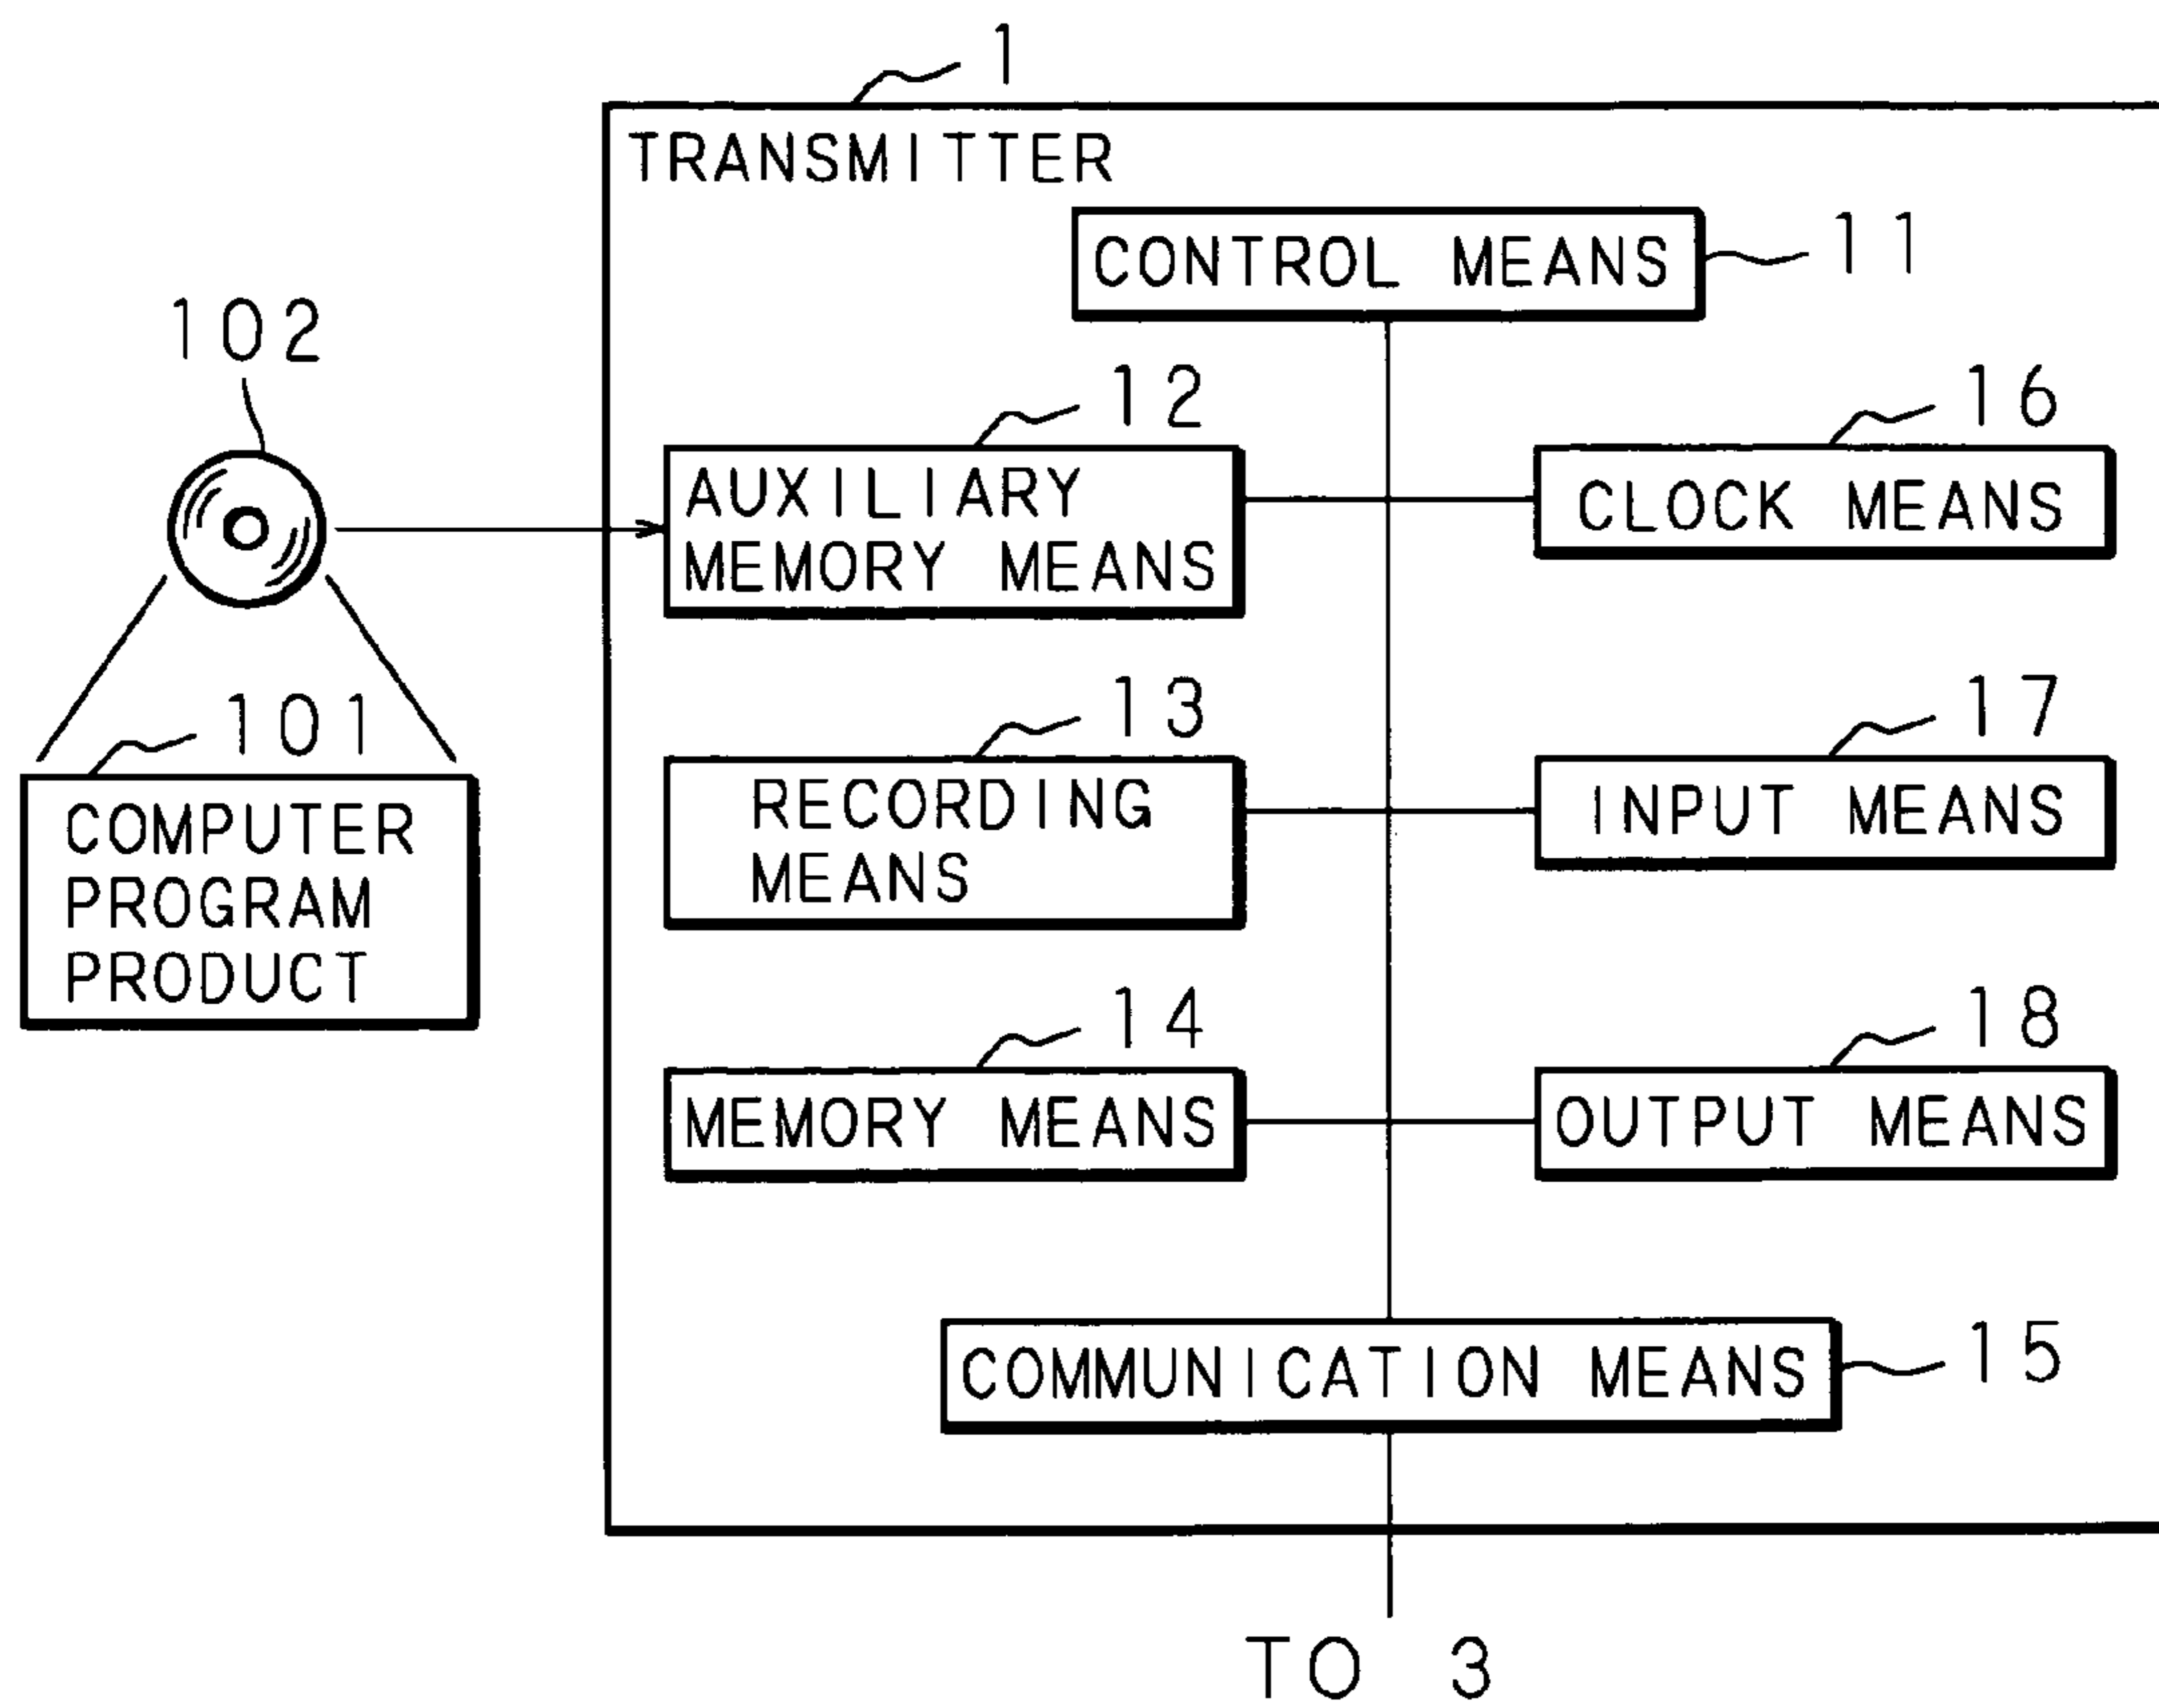 1
TRANSMITTER
CONTROL MEANS
11
102
12
16
AUXILIARY
MEMORY MEANS
CLOCK MEANS
101
13
17
COMPUTER
PROGRAM
PRODUCT
RECORDING
MEANS
INPUT MEANS
14
18
MEMORY MEANS
OUTPUT MEANS
COMMUNICATION MEANS
15
TO 3